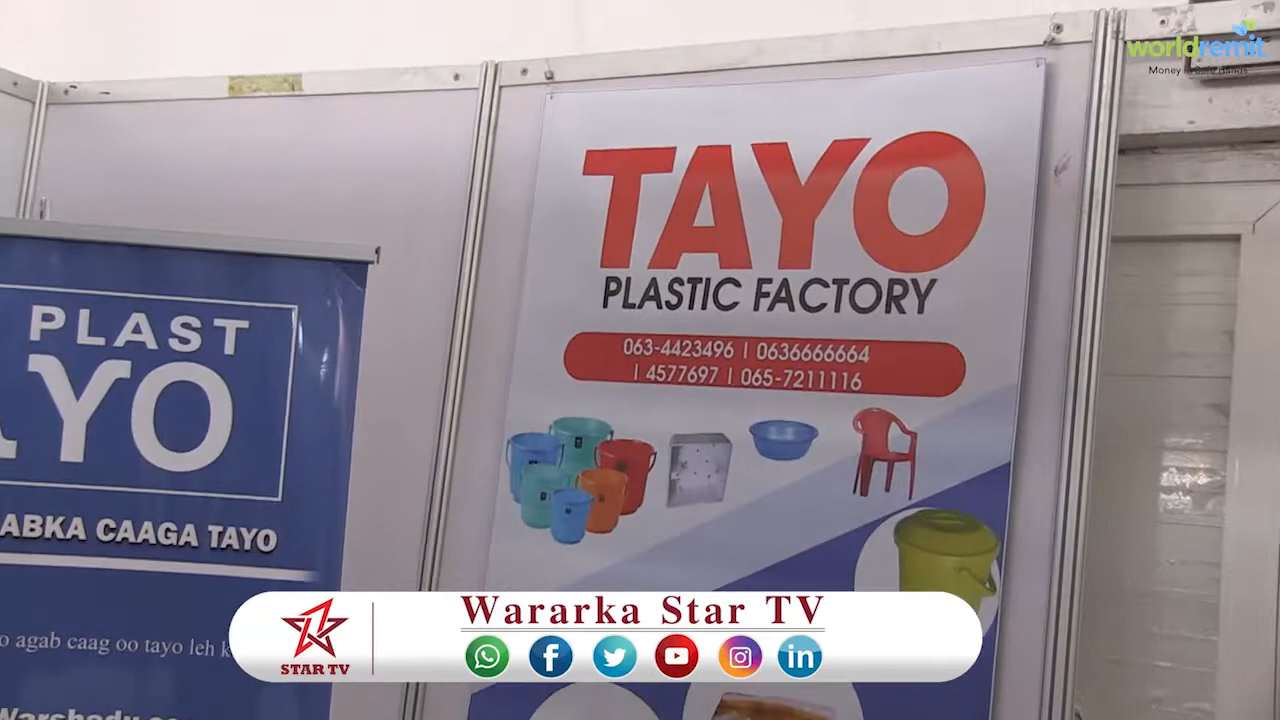 worldremit
TAYO
PLASTIC FACTORY
063-4423496 | 0636666664
| 4577697 | 065-7211116
PLAST
YO
ABKA CAAGA TAYO
o agab caag oo tayo leh
Wararka Star TV
STAR TV